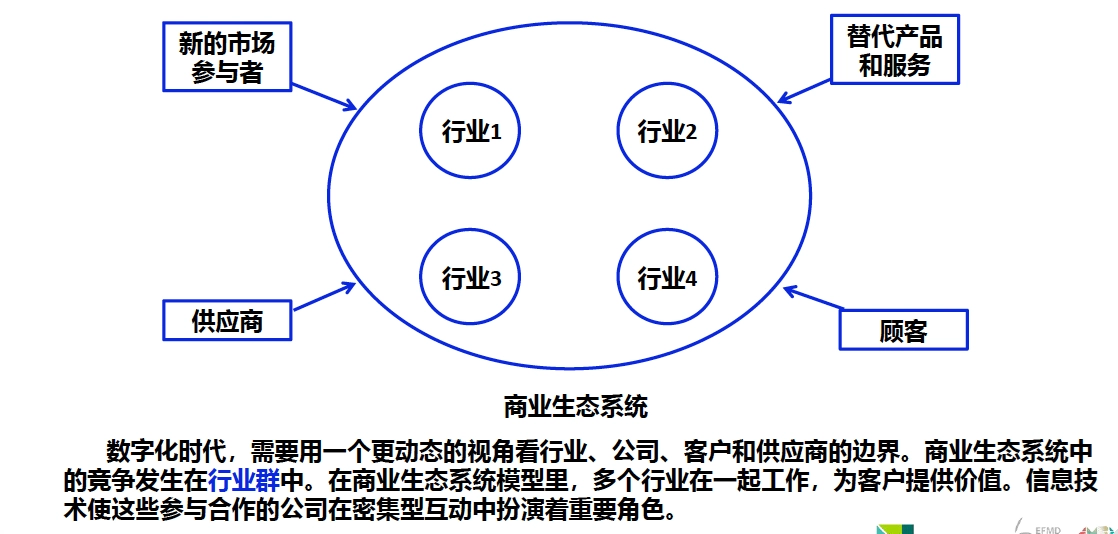 新的市场
参与者
替代产品
和服务
行业1
行业2
行业3
行业4
供应商
顾客
商业生态系统
数字化时代，需要用一个更动态的视角看行业、公司、客户和供应商的边界。商业生态系统中
的竞争发生在行业群中。在商业生态系统模型里，多个行业在一起工作，为客户提供价值。信息技
术使这些参与合作的公司在密集型互动中扮演着重要角色。
EFMD